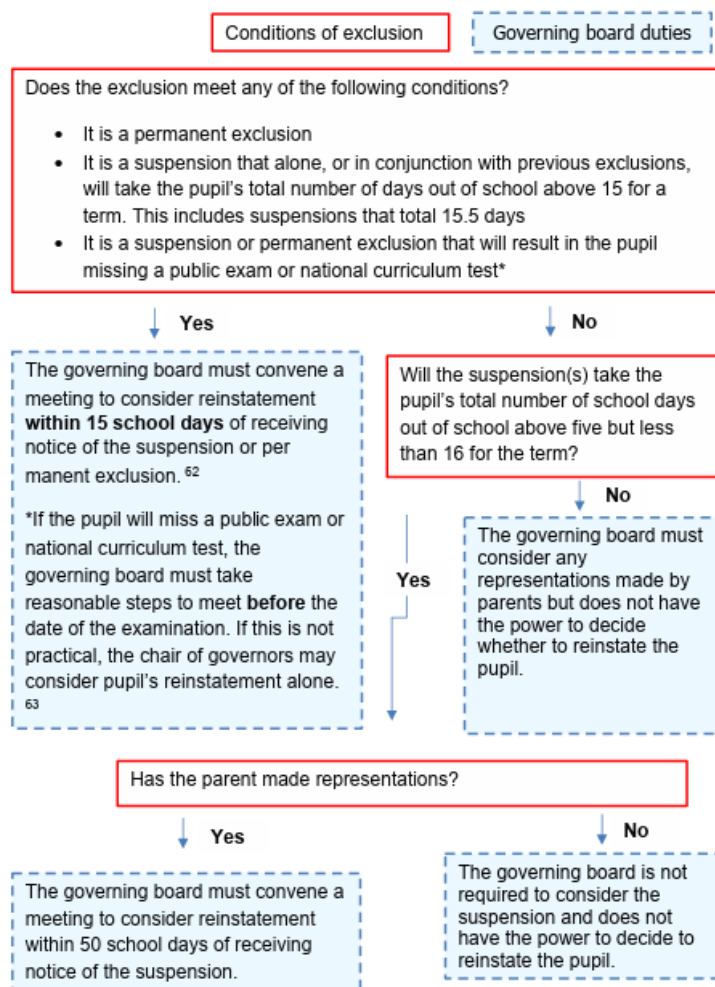 Conditions of exclusion
Governing board duties
Does the exclusion meet any of the following conditions?
• It is a permanent exclusion
• It is a suspension that alone, or in conjunction with previous exclusions,
will take the pupil's total number of days out of school above 15 for a
term. This includes suspensions that total 15.5 days
• It is a suspension or permanent exclusion that will result in the pupil
missing a public exam or national curriculum test*
Yes
No
The governing board must convene a
meeting to consider reinstatement
within 15 school days of receiving
notice of the suspension or per
manent exclusion. 62
*If the pupil will miss a public exam or
national curriculum test, the
governing board must take
reasonable steps to meet before the
date of the examination. If this is not
practical, the chair of governors may
consider pupil's reinstatement alone.
63
Will the suspension(s) take the
pupil's total number of school days
out of school above five but less
than 16 for the term?
No
Yes
The governing board must
consider any
representations made by
parents but does not have
the power to decide
whether to reinstate the
pupil.
Has the parent made representations?
Yes
No
The governing board must convene a
meeting to consider reinstatement
within 50 school days of receiving
notice of the suspension.
The governing board is not
required to consider the
suspension and does not
have the power to decide to
reinstate the pupil.